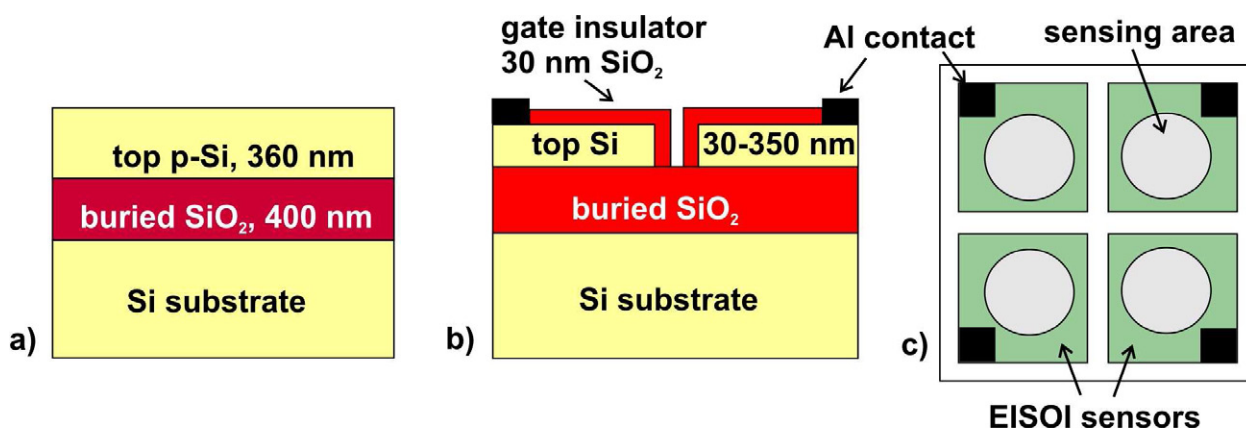 gate insulator
30 nm SiO₂
Al contact
sensing area
top p-Si, 360 nm
buried SiO₂, 400 nm
Si substrate
a)
top Si
30-350 nm
buried SiO₂
Si substrate
b)
c)
EISOI sensors